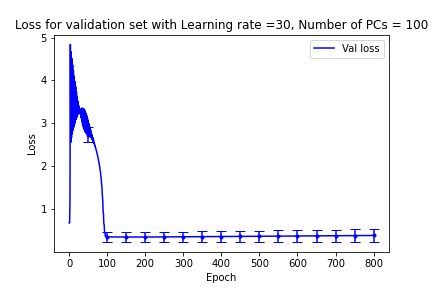 Loss for validation set with Learning rate =30, Number of PCs = 100
Val loss
5
4
3
2
1
Loss
0 100 200 300 400 500 600 700 800
Epoch